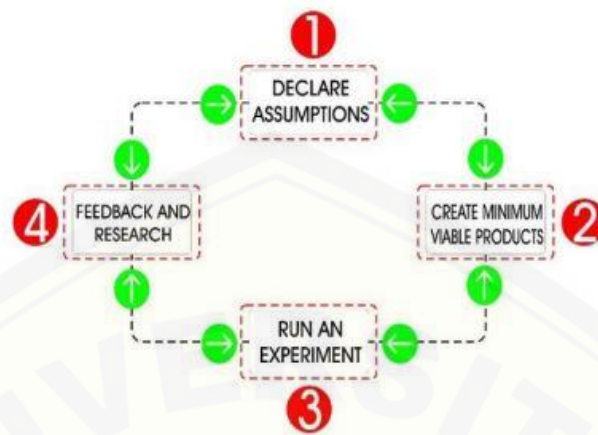 1
DECLARE
ASSUMPTIONS
4
FEEDBACK AND
RESEARCH
CREATE MINIMUM
VIABLE PRODUCTS
2
RUN AN
EXPERIMENT
3